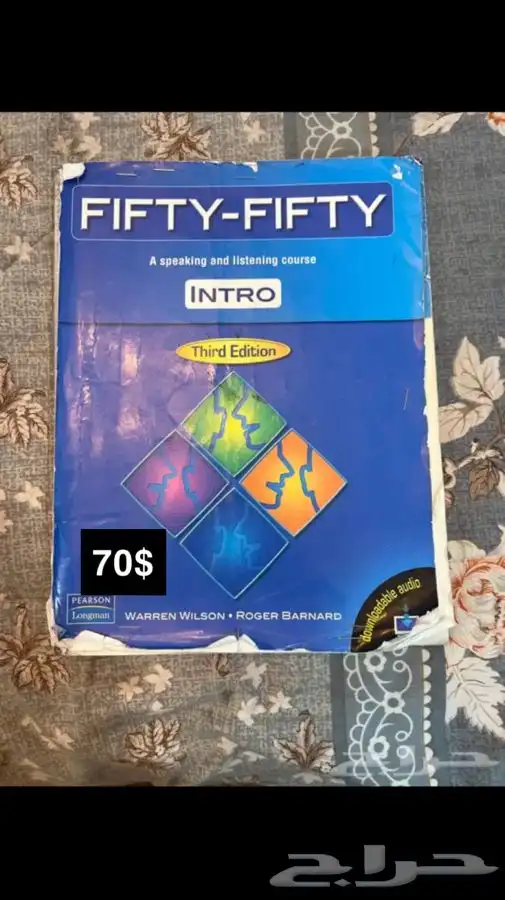 FIFTY-FIFTY
A speaking and listening course
INTRO
Third Edition
70$
PEARSON
Longman
WARREN WILSON • ROGER BARNARD
downloadable audio
حراج
حراج